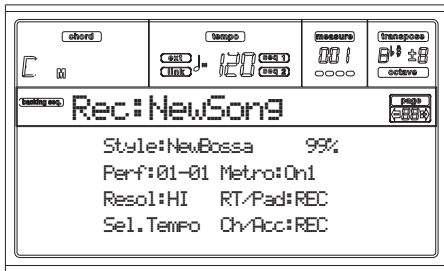 chord tempo measure transpose
C M ext link ♩= 120 seq 1 seq 2 001 B♭♮ ±8 octave
backing seq. Rec:NewSong page
Style:NewBossa 99%
Perf:01-01 Metro:On1
Resol:HI RT/Pad:REC
Sel.Tempo Ch/Acc:REC